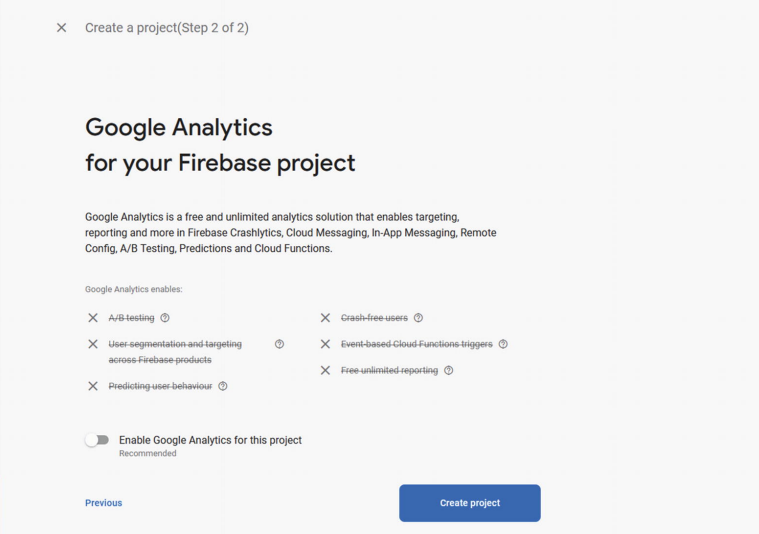 Create a project(Step 2 of 2)
Google Analytics
for your Firebase project
Google Analytics is a free and unlimited analytics solution that enables targeting,
reporting and more in Firebase Crashlytics, Cloud Messaging, In-App Messaging, Remote
Config, A/B Testing, Predictions and Cloud Functions.
Google Analytics enables:
A/B testing
User segmentation and targeting
across Firebase products
Predicting user behaviour
Crash-free users
Event-based Cloud Functions triggers
Free unlimited reporting
Enable Google Analytics for this project
Recommended
Previous
Create project